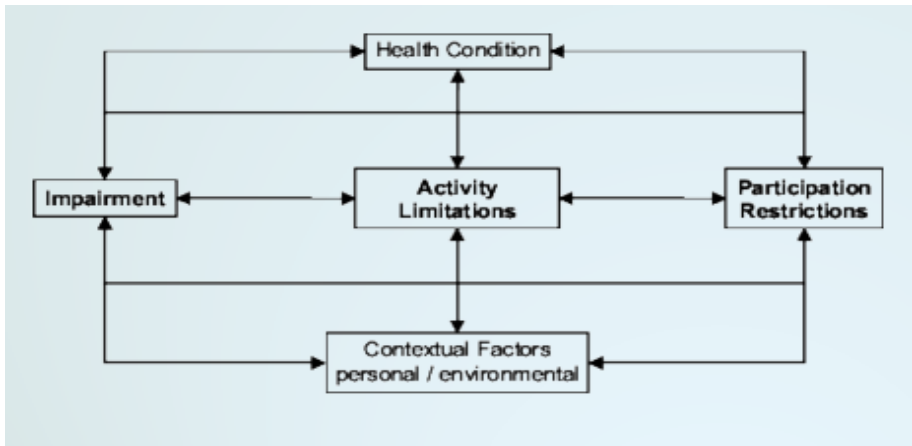 Health Condition
Impairment
Activity
Limitations
Participation
Restrictions
Contextual Factors
personal / environmental